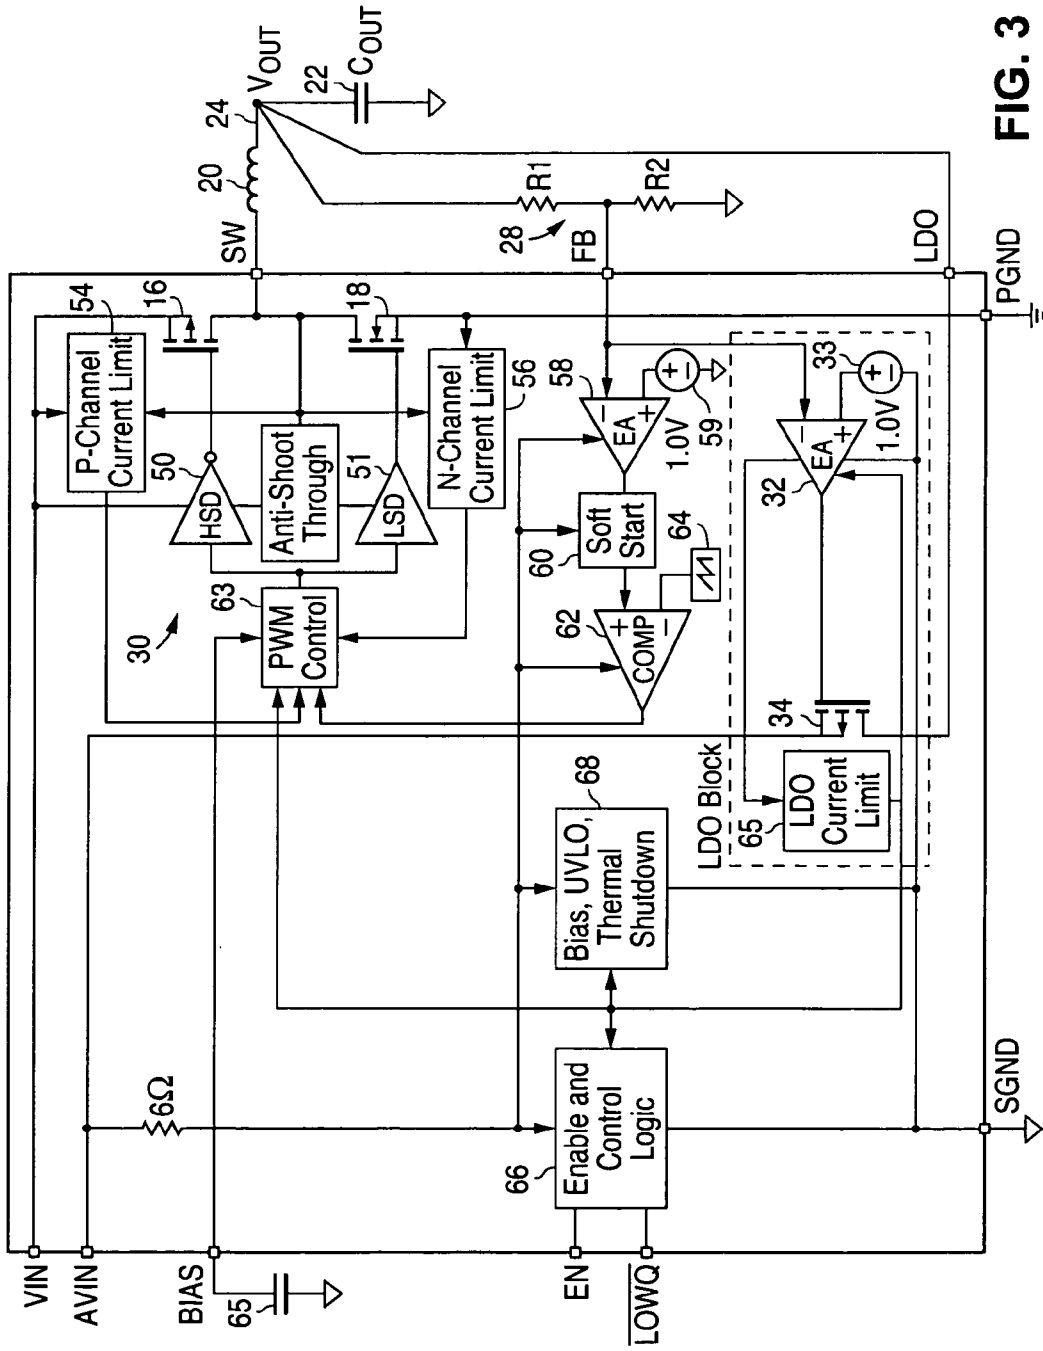 FIG. 3
VIN
AVIN
BIAS
65
EN
LOWQ
6Ω
66
Enable and
Control
Logic
68
Bias, UVLO,
Thermal
Shutdown
SGND
30
63
PWM
Control
HSD
50
Anti-Shoot
Through
LSD
51
54
P-Channel
Current Limit
16
18
N-Channel
Current Limit
56
SW
20
24
VOUT
22
COUT
28
R1
FB
R2
LDO
PGND
58
−
EA
+
1.0V
+
−
59
60
Soft
Start
62
+
COMP
−
64
LDO Block
65
LDO
Current
Limit
34
32
−
EA
+
1.0V
33
+
−